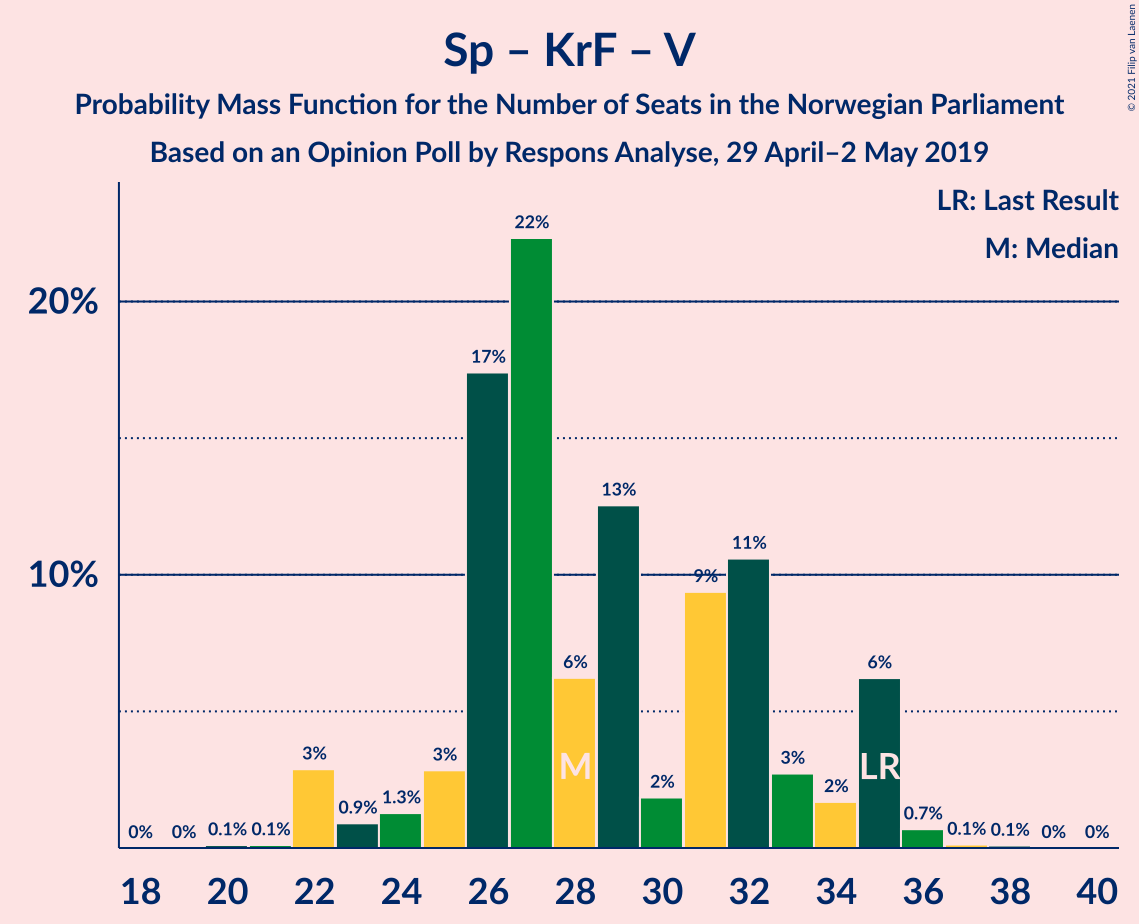 Sp – KrF – V
Probability Mass Function for the Number of Seats in the Norwegian Parliament
Based on an Opinion Poll by Respons Analyse, 29 April–2 May 2019
© 2021 Filip van Laenen
LR: Last Result
M: Median
20%
10%
0% 0% 0.1% 0.1% 3% 0.9% 1.3% 3% 17% 22% 6% 13% 2% 9% 11% 3% 2% 6% 0.7% 0.1% 0.1% 0% 0%
M LR
18 20 22 24 26 28 30 32 34 36 38 40